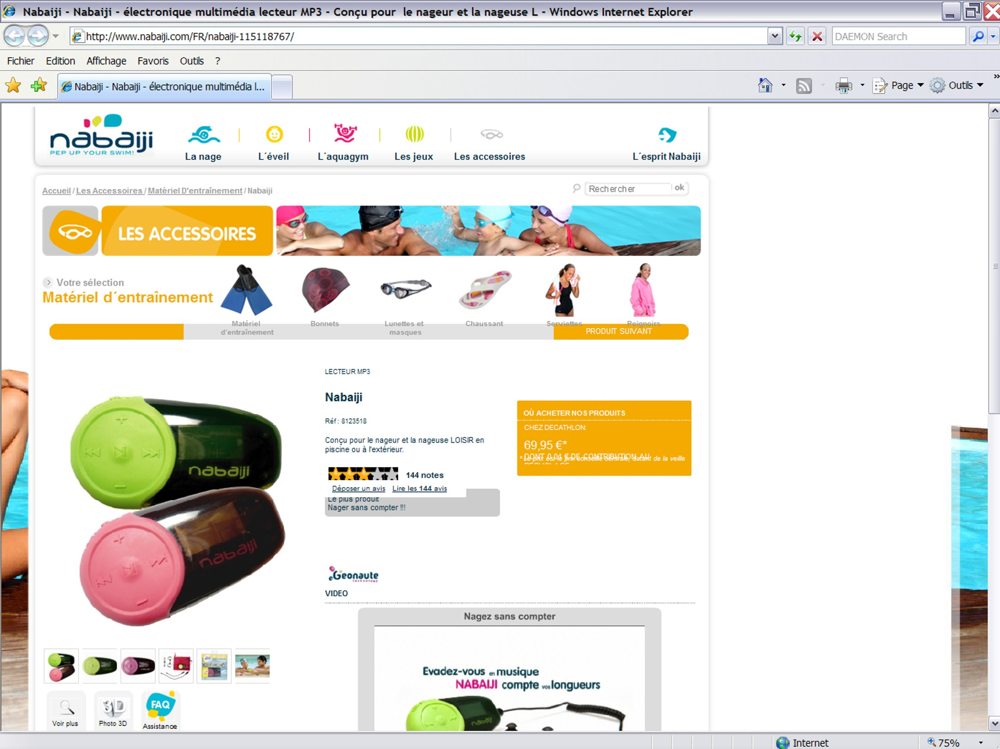 Nabaiji - Nabaiji - électronique multimédia lecteur MP3 - Conçu pour le nageur et la nageuse L - Windows Internet Explorer
http://www.nabaiji.com/FR/nabaiji-115118767/
DAEMON Search
Fichier Edition Affichage Favoris Outils ?
Nabaiji - Nabaiji - électronique multimédia l...
Page Outils
nabaiji
PEP UP YOUR SWIM!
La nage L´éveil L´aquagym Les jeux Les accessoires L´esprit Nabaiji
Accueil / Les Accessoires / Matériel D'entraînement / Nabaiji
Rechercher ok
LES ACCESSOIRES
Votre sélection
Matériel d´entraînement
Matériel d'entraînement
Bonnets
Lunettes et masques
Chaussant
Serviettes
Peignoirs
PRODUIT SUIVANT
LECTEUR MP3
Nabaiji
Réf : 8123518
Conçu pour le nageur et la nageuse LOISIR en
piscine ou à l'extérieur.
OÙ ACHETER NOS PRODUITS
CHEZ DECATHLON:
69,95 €*
DONT 0,01 € DE CONTRIBUTION AU
RECYCLAGE
* Le prix est le prix conseillé centrale, datant de la veille
144 notes
Déposer un avis Lire les 144 avis
Le plus produit
Nager sans compter !!!
nabaiji
nabaiji
Geonaute
technology
VIDEO
Nagez sans compter
Evadez-vous en musique
NABAIJI compte vos longueurs
nabaiji
3D
FAQ
Voir plus
Photo 3D
Assistance
Internet
75%